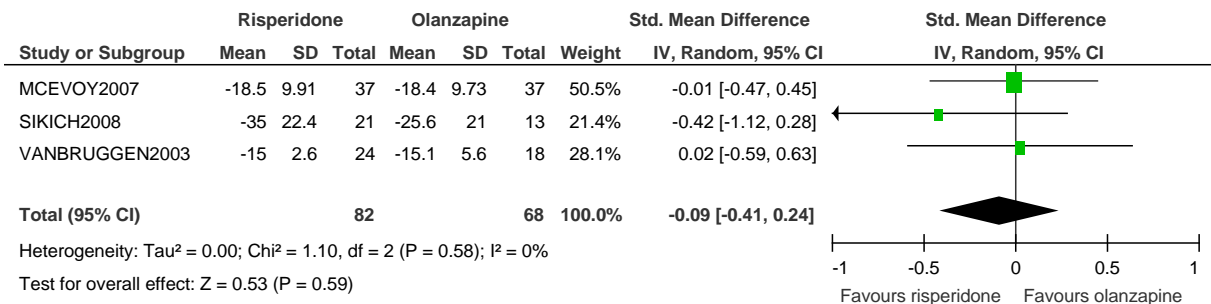 Risperidone Olanzapine Std. Mean Difference Std. Mean Difference
Study or Subgroup Mean SD Total Mean SD Total Weight IV, Random, 95% CI IV, Random, 95% CI
MCEVOY2007 -18.5 9.91 37 -18.4 9.73 37 50.5% -0.01 [-0.47, 0.45]
SIKICH2008 -35 22.4 21 -25.6 21 13 21.4% -0.42 [-1.12, 0.28]
VANBRUGGEN2003 -15 2.6 24 -15.1 5.6 18 28.1% 0.02 [-0.59, 0.63]
Total (95% CI) 82 68 100.0% -0.09 [-0.41, 0.24]
Heterogeneity: Tau² = 0.00; Chi² = 1.10, df = 2 (P = 0.58); I² = 0%
Test for overall effect: Z = 0.53 (P = 0.59)
-1 -0.5 0 0.5 1
Favours risperidone Favours olanzapine